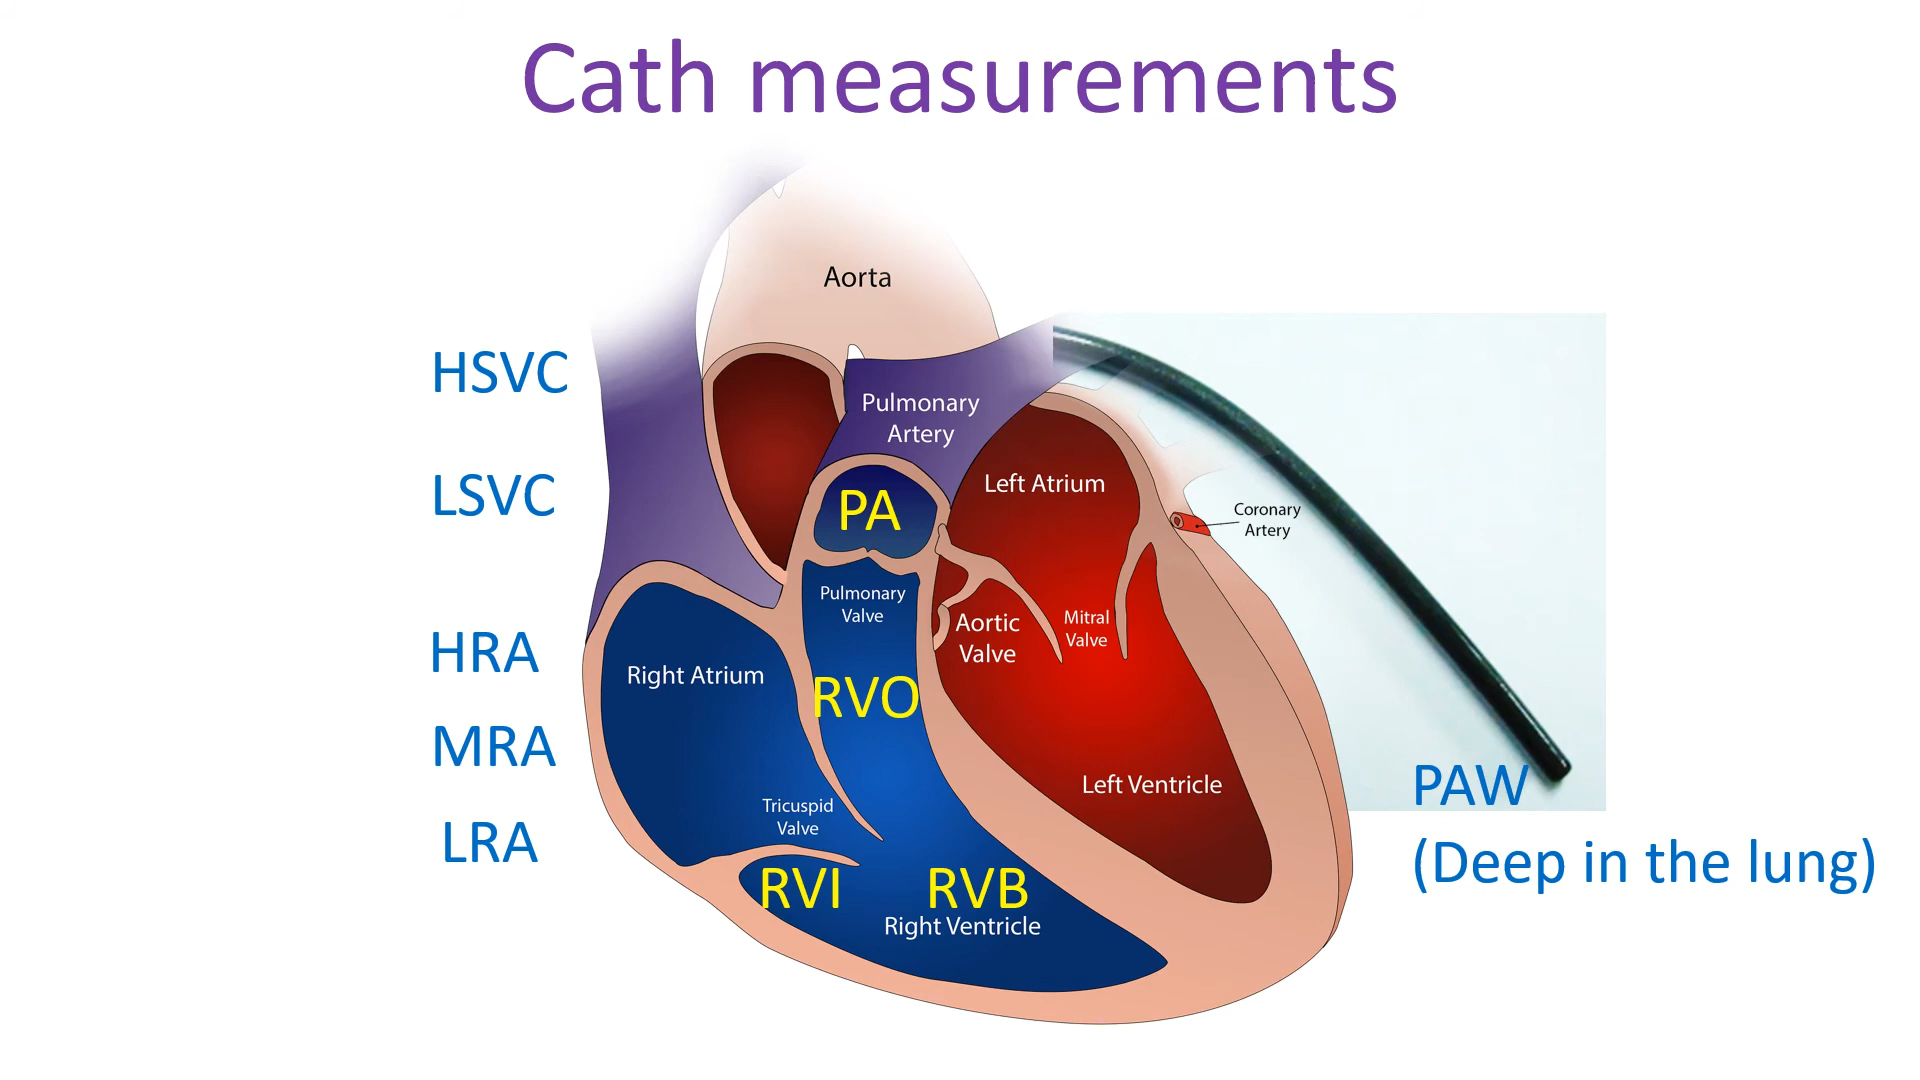 Cath measurements
Aorta
HSVC
Pulmonary
Artery
LSVC
PA
Left Atrium
Coronary
Artery
Pulmonary
Valve
Aortic
Valve
Mitral
Valve
HRA
Right Atrium
RVO
MRA
Left Ventricle
PAW
Tricuspid
Valve
LRA
(Deep in the lung)
RVI
RVB
Right Ventricle